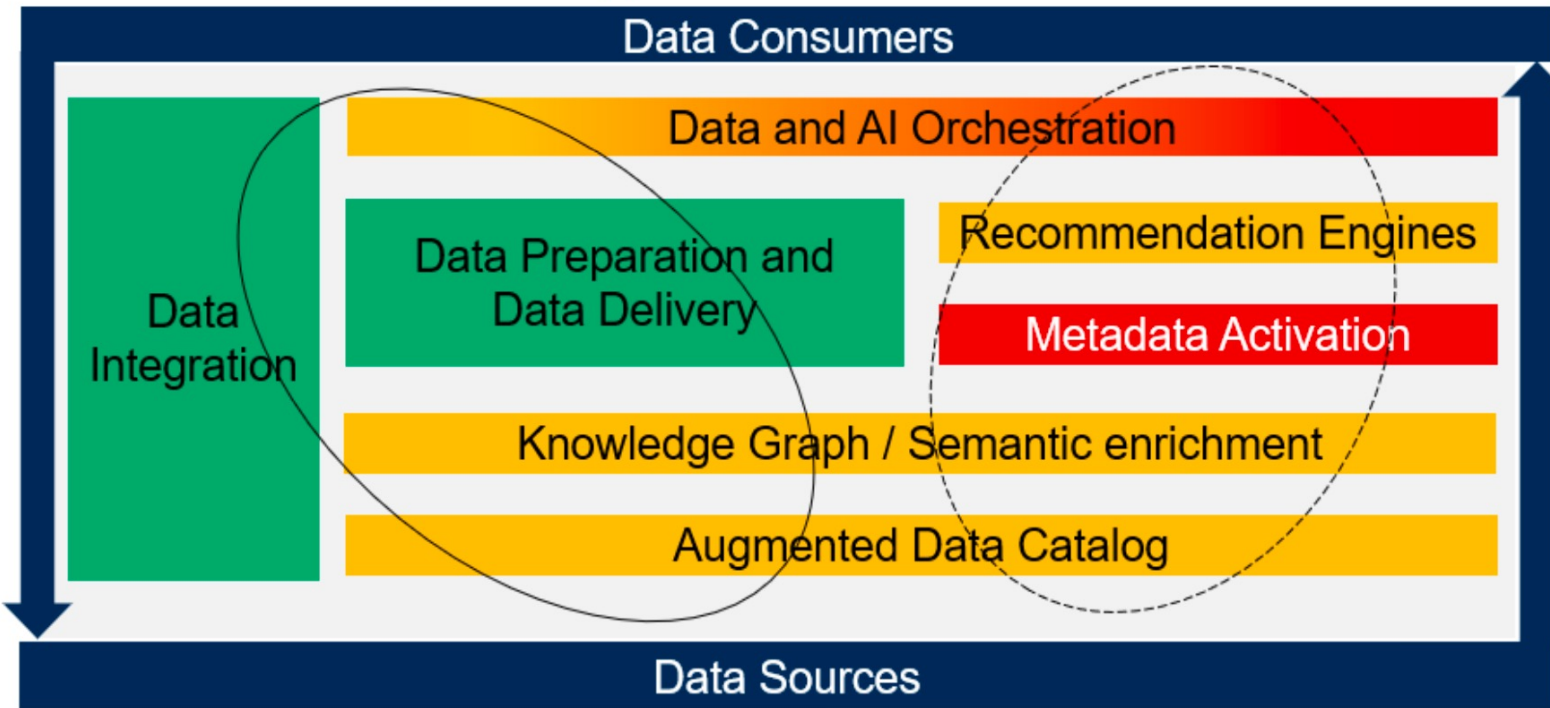 Data Consumers
Data and AI Orchestration
Data Preparation and
Data Delivery
Recommendation Engines
Data
Integration
Metadata Activation
Knowledge Graph / Semantic enrichment
Augmented Data Catalog
Data Sources